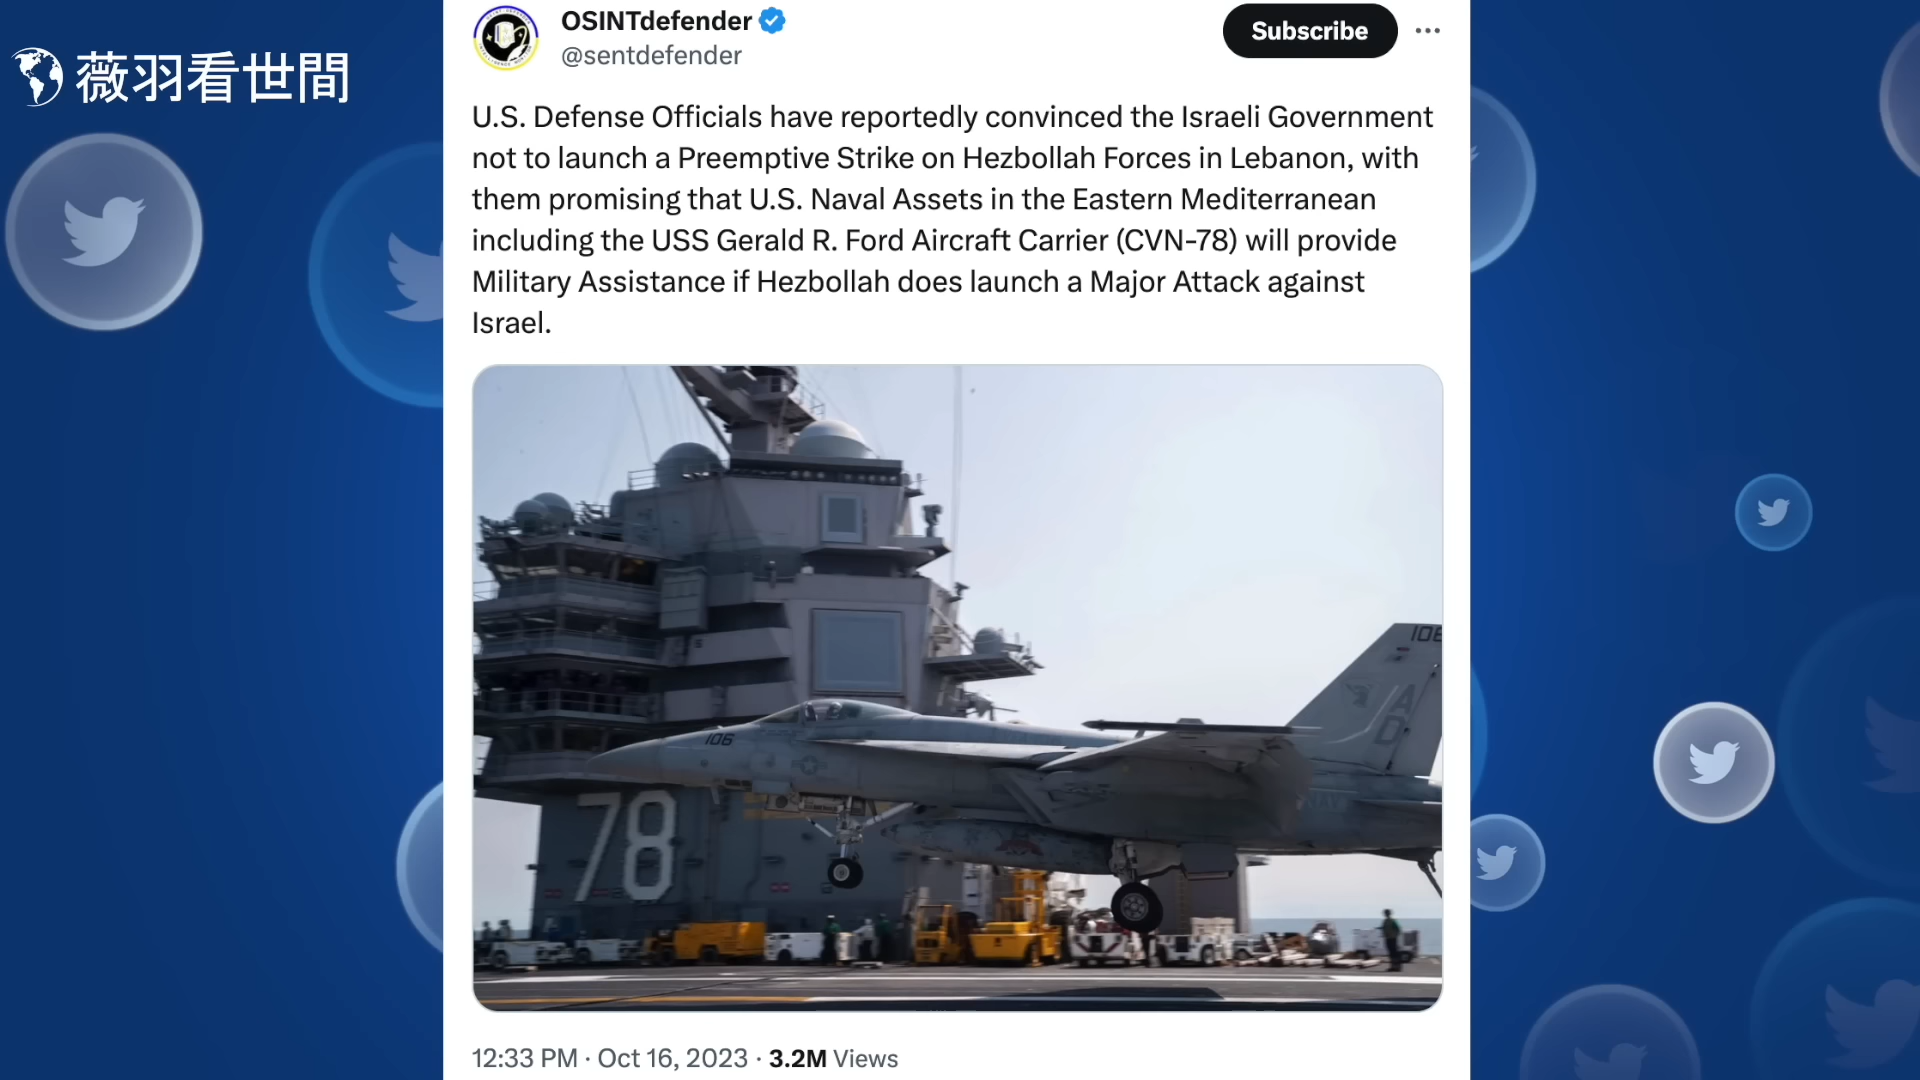 薇羽看世間
OSINTdefender
@sentdefender
Subscribe
U.S. Defense Officials have reportedly convinced the Israeli Government
not to launch a Preemptive Strike on Hezbollah Forces in Lebanon, with
them promising that U.S. Naval Assets in the Eastern Mediterranean
including the USS Gerald R. Ford Aircraft Carrier (CVN-78) will provide
Military Assistance if Hezbollah does launch a Major Attack against
Israel.
106
A
D
106
NAVY
78
12:33 PM · Oct 16, 2023 · 3.2M Views